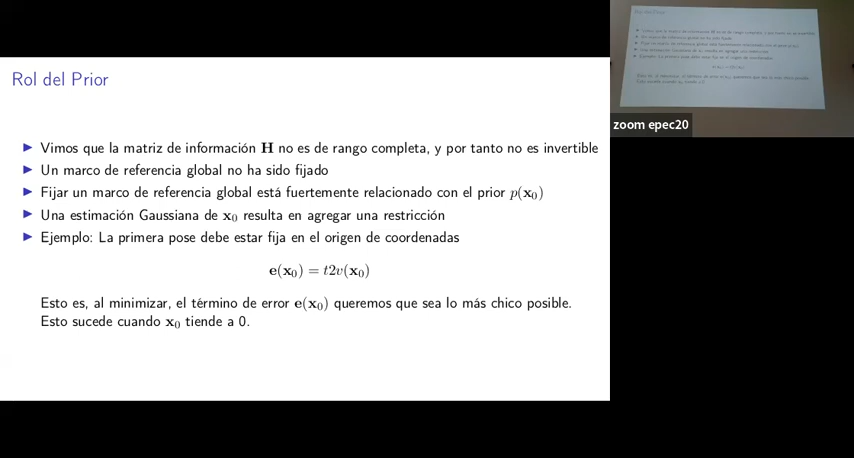 Rol del Prior
▶ Vimos que la matriz de información H no es de rango completa, y por tanto no es invertible
▶ Un marco de referencia global no ha sido fijado
▶ Fijar un marco de referencia global está fuertemente relacionado con el prior p(x₀)
▶ Una estimación Gaussiana de x₀ resulta en agregar una restricción
▶ Ejemplo: La primera pose debe estar fija en el origen de coordenadas
e(x₀) = t2v(x₀)
Esto es, al minimizar, el término de error e(x₀) queremos que sea lo más chico posible.
Esto sucede cuando x₀ tiende a 0.
zoom epec20